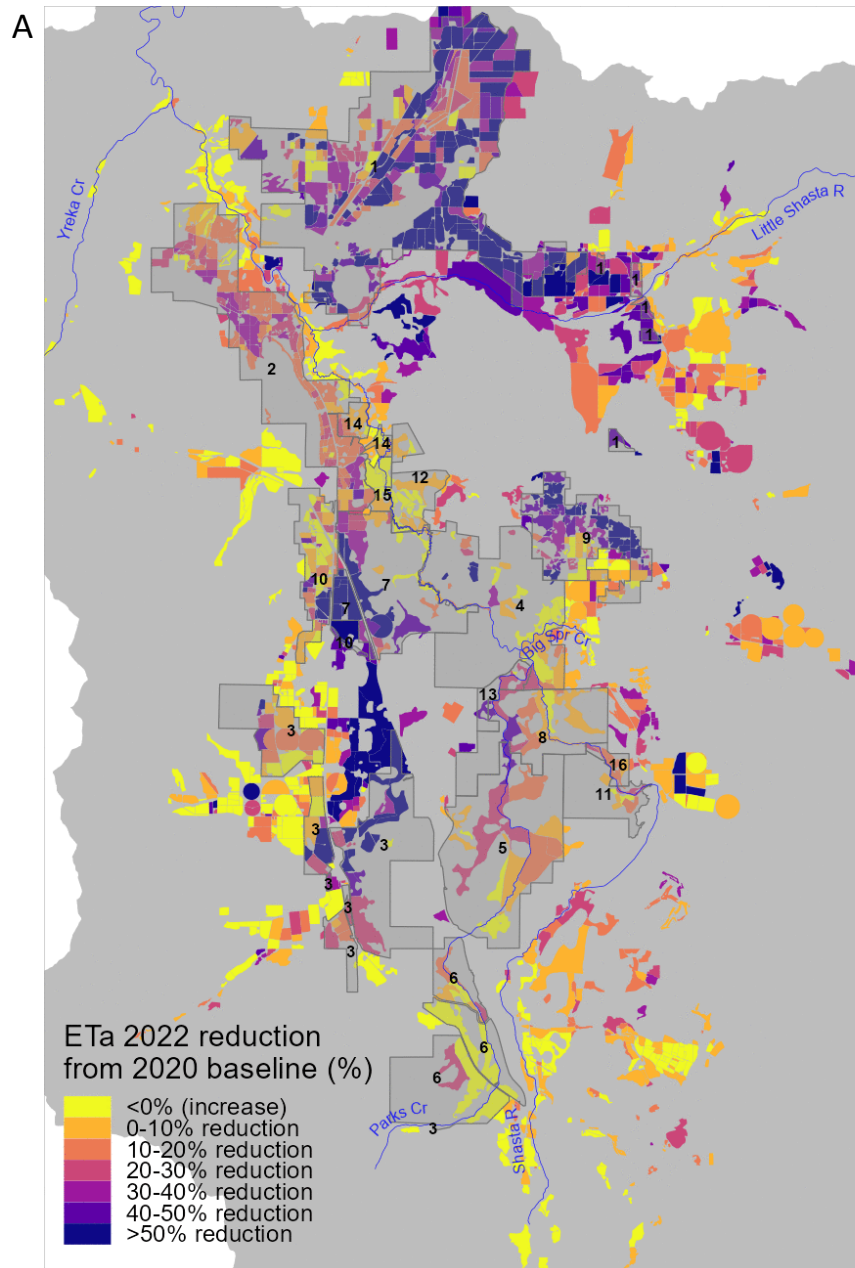 A
1
Yreka Cr
Little Shasta R
1
1
1
1
2
14
14
1
12
15
9
10
7
7
4
10
Big Spr Cr
13
3
8
16
11
3
3
5
3
3
3
6
6
6
ETa 2022 reduction
from 2020 baseline (%)
<0% (increase)
0-10% reduction
10-20% reduction
20-30% reduction
30-40% reduction
40-50% reduction
>50% reduction
Parks Cr
3
Shasta R